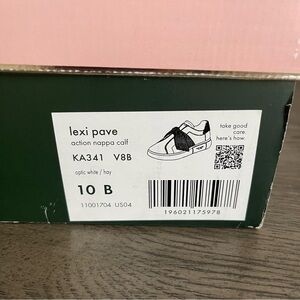 lexi pave
action nappa calf
KA341 V8B
optic white / hay
10 B
11001704 US04
take good
care.
here's how.
196021175978